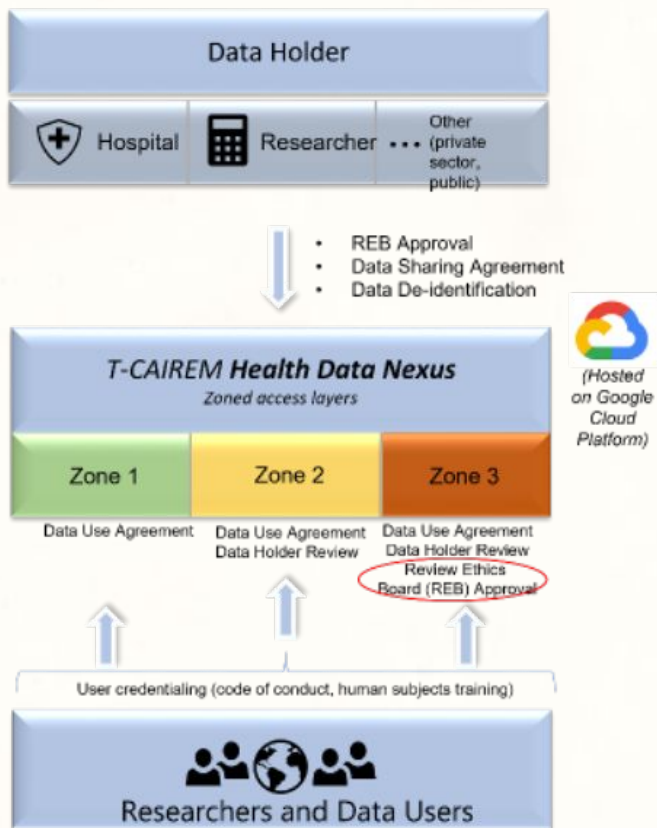 Data Holder
Hospital
Researcher
Other
(private
sector,
public)
• REB Approval
• Data Sharing Agreement
• Data De-identification
T-CAIREM Health Data Nexus
Zoned access layers
(Hosted
on Google
Cloud
Platform)
Zone 1
Zone 2
Zone 3
Data Use Agreement
Data Use Agreement
Data Holder Review
Data Use Agreement
Data Holder Review
Review Ethics
Board (REB) Approval
User credentialing (code of conduct, human subjects training)
Researchers and Data Users